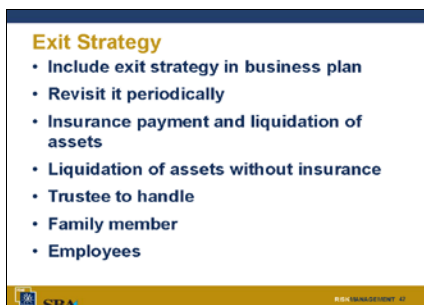 Exit Strategy
• Include exit strategy in business plan
• Revisit it periodically
• Insurance payment and liquidation of
assets
• Liquidation of assets without insurance
• Trustee to handle
• Family member
• Employees
SBA
RISK MANAGEMENT 47